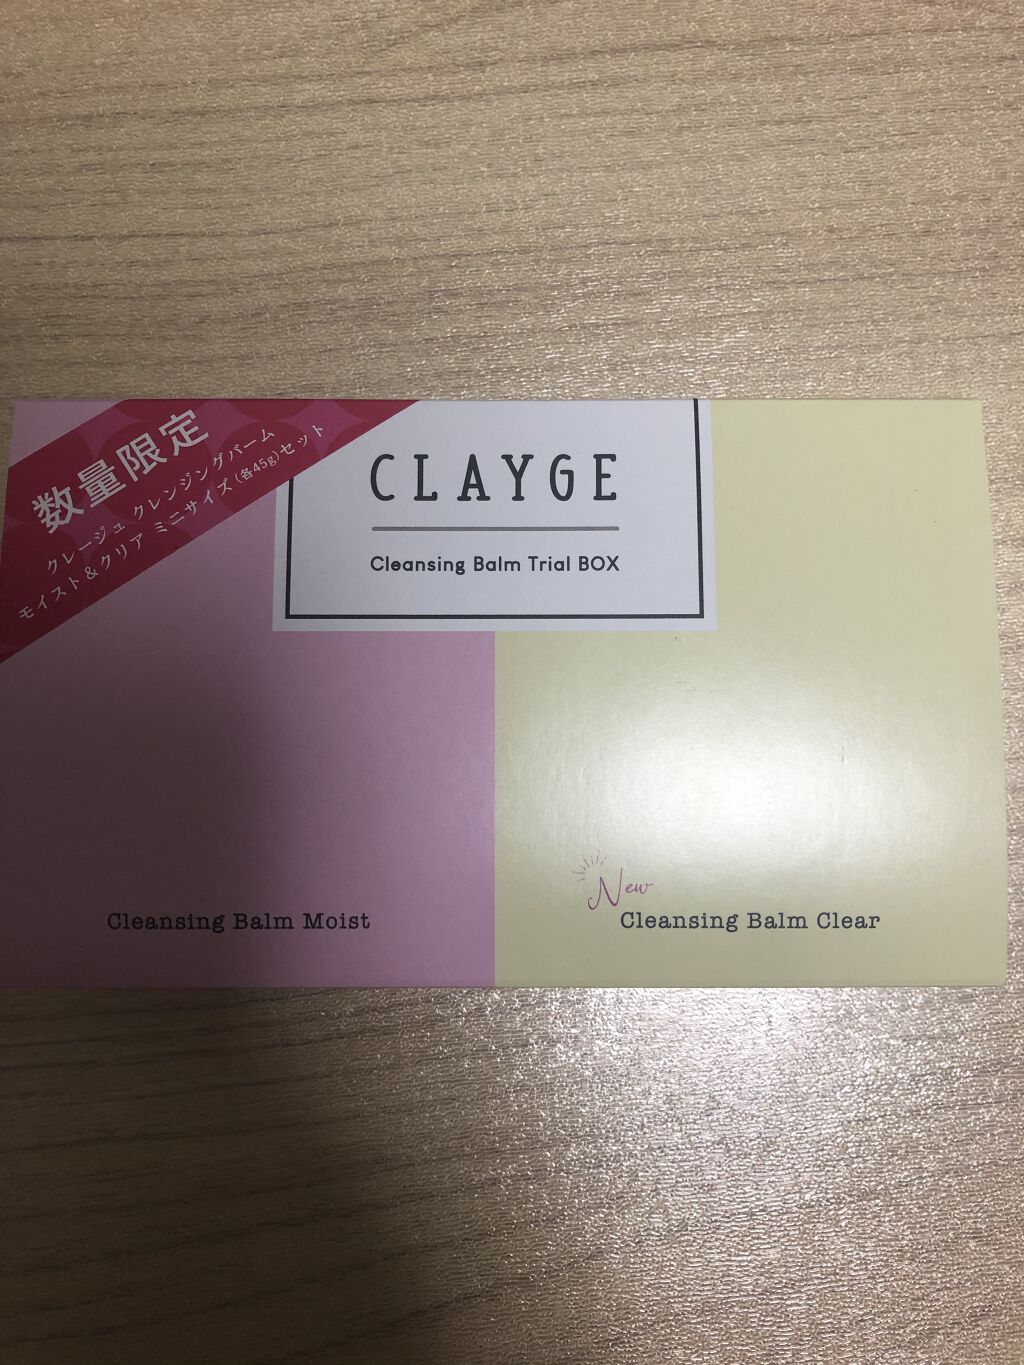 数量限定
クレージュ クレンジングバーム
モイスト＆クリア ミニサイズ(各45g)セット
CLAYGE
Cleansing Balm Trial BOX
Cleansing Balm Moist
New
Cleansing Balm Clear